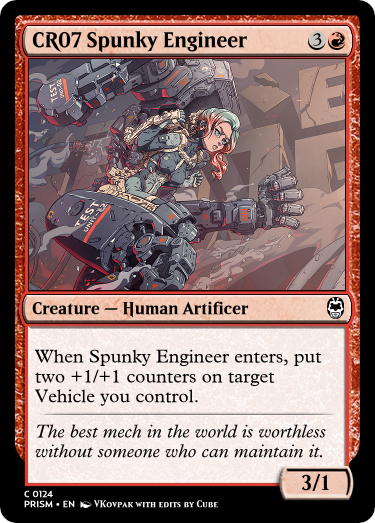 CR07 Spunky Engineer 3
TEST
TEST
Creature — Human Artificer
When Spunky Engineer enters, put
two +1/+1 counters on target
Vehicle you control.
The best mech in the world is worthless
without someone who can maintain it.
3/1
C 0124
PRISM • EN VKovpak with edits by Cube